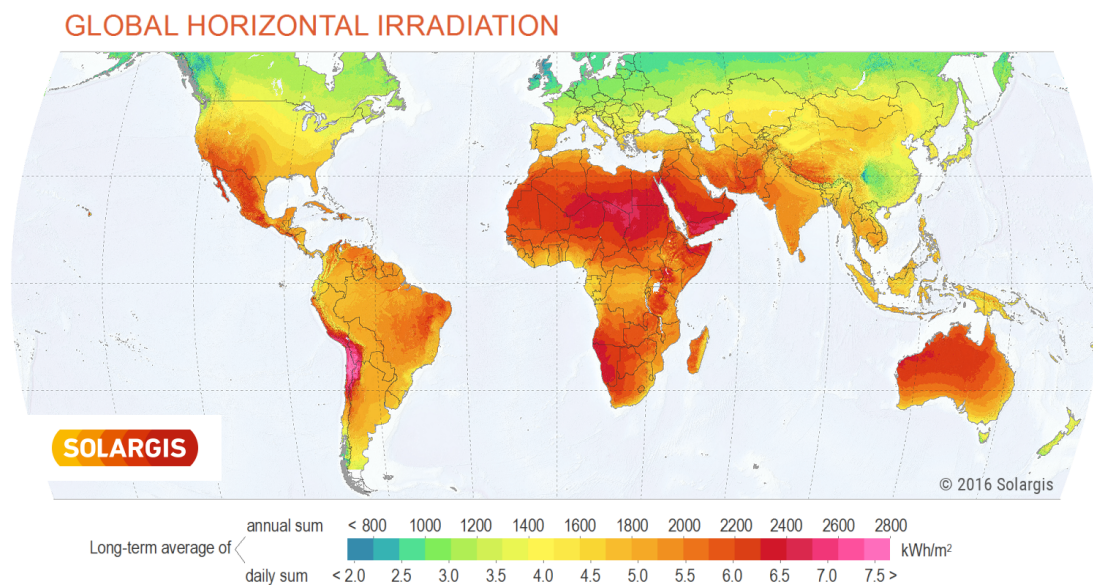 GLOBAL HORIZONTAL IRRADIATION
SOLARGIS
© 2016 Solargis
annual sum < 800 1000 1200 1400 1600 1800 2000 2200 2400 2600 2800
Long-term average of kWh/m²
daily sum < 2.0 2.5 3.0 3.5 4.0 4.5 5.0 5.5 6.0 6.5 7.0 7.5 >